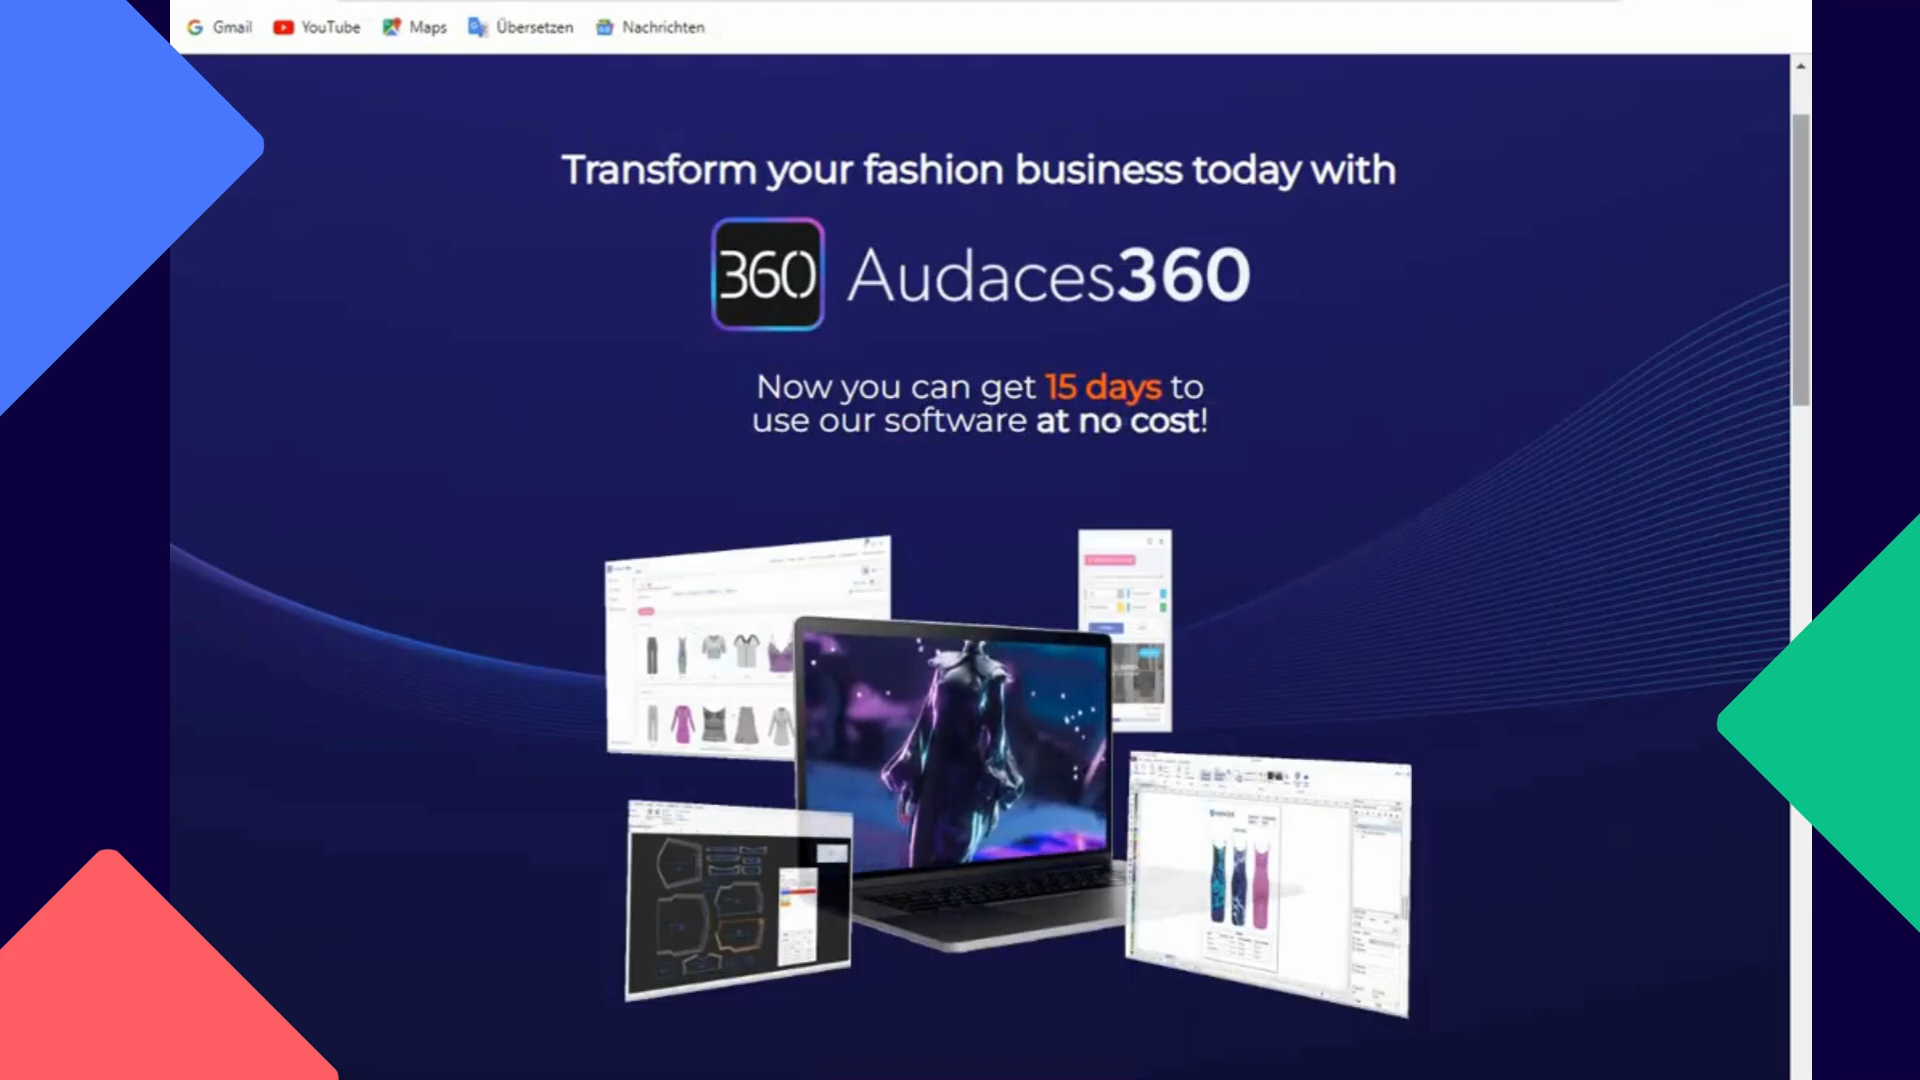 Gmail YouTube Maps Übersetzen Nachrichten
Transform your fashion business today with
360 Audaces360
Now you can get 15 days to
use our software at no cost!